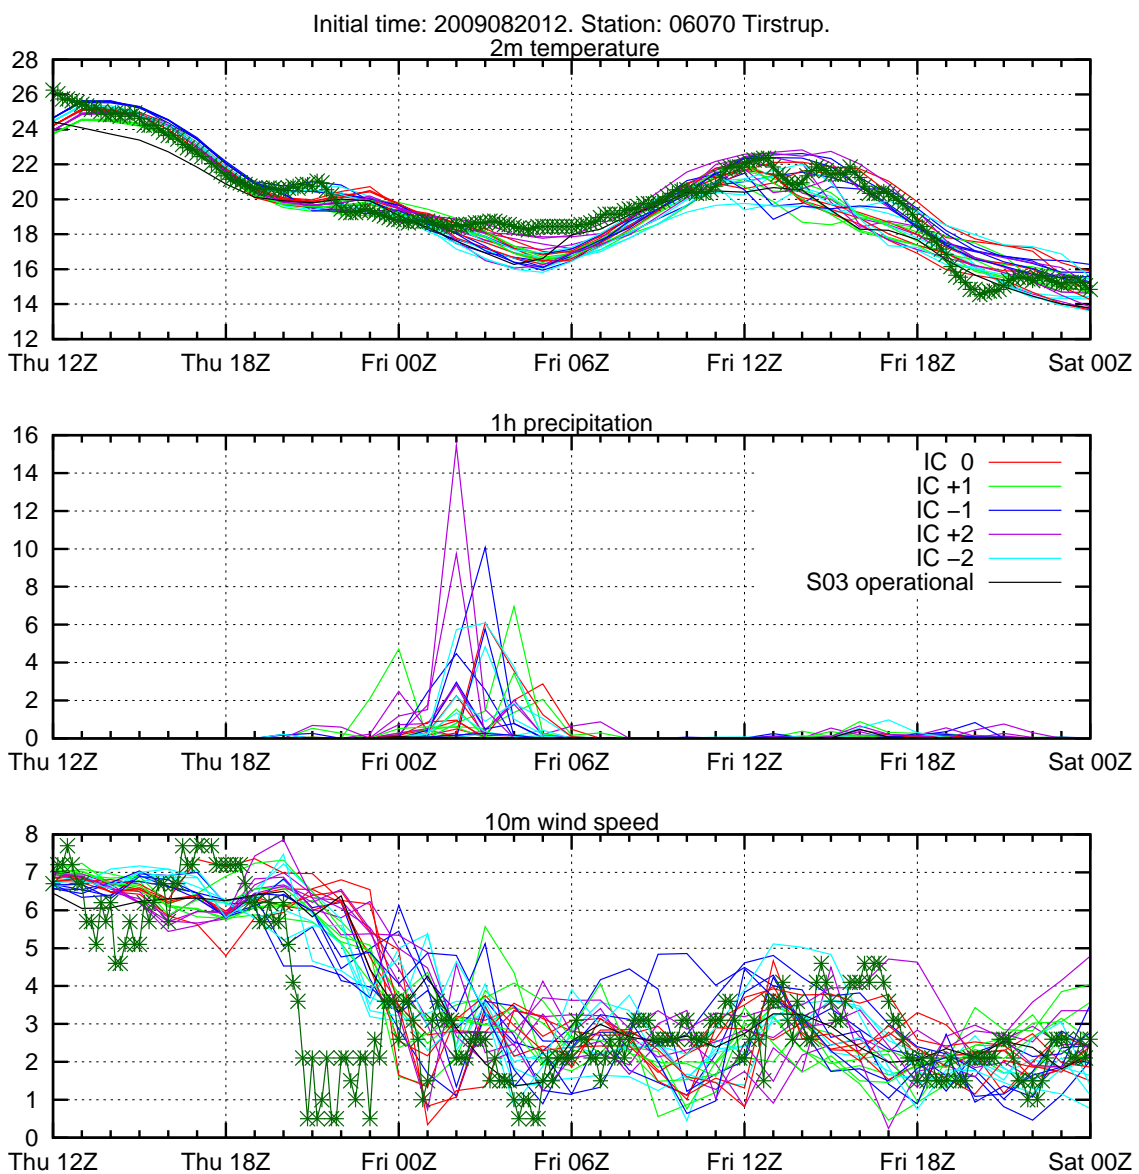 Initial time: 2009082012. Station: 06070 Tirstrup.
2m temperature
28
26
24
22
20
18
16
14
12
Thu 12Z Thu 18Z Fri 00Z Fri 06Z Fri 12Z Fri 18Z Sat 00Z
1h precipitation
16
14
12
10
8
6
4
2
0
IC 0
IC +1
IC −1
IC +2
IC −2
S03 operational
Thu 12Z Thu 18Z Fri 00Z Fri 06Z Fri 12Z Fri 18Z Sat 00Z
10m wind speed
8
7
6
5
4
3
2
1
0
Thu 12Z Thu 18Z Fri 00Z Fri 06Z Fri 12Z Fri 18Z Sat 00Z